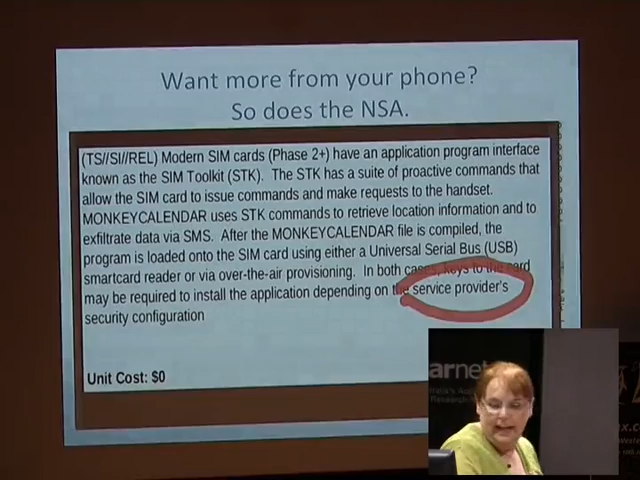 Want more from your phone?
So does the NSA.
(TS//SI//REL) Modern SIM cards (Phase 2+) have an application program interface
known as the SIM Toolkit (STK). The STK has a suite of proactive commands that
allow the SIM card to issue commands and make requests to the handset.
MONKEYCALENDAR uses STK commands to retrieve location information and to
exfiltrate data via SMS. After the MONKEYCALENDAR file is compiled, the
program is loaded onto the SIM card using either a Universal Serial Bus (USB)
smartcard reader or via over-the-air provisioning. In both cases, keys to the card
may be required to install the application depending on the service provider's
security configuration
Unit Cost: $0
arnet